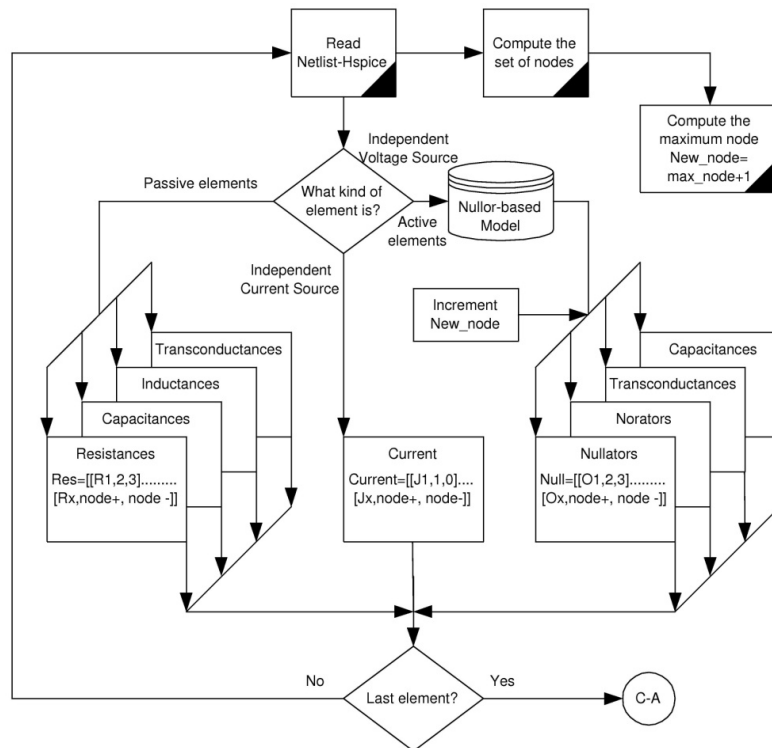 Read
Netlist-Hspice
Compute the
set of nodes
Compute the
maximum node
New_node=
max_node+1
Independent
Voltage Source
Passive elements
What kind of
element is?
Active
elements
Nullor-based
Model
Independent
Current Source
Increment
New_node
Transconductances
Inductances
Capacitances
Resistances
Res=[[R1,2,3].........
[Rx,node+, node -]]
Current
Current=[[J1,1,0]....
[Jx,node+, node-]]
Capacitances
Transconductances
Norators
Nullators
Null=[[O1,2,3].........
[Ox,node+, node -]]
No
Last element?
Yes
C-A